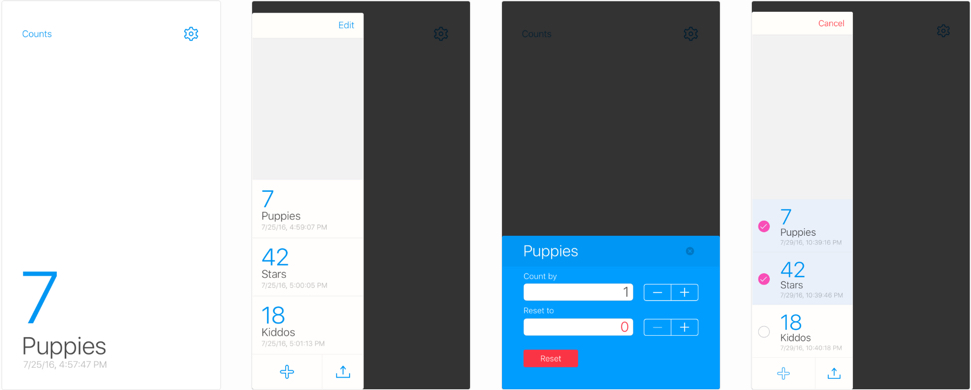 Counts
7
Puppies
7/25/16, 4:57:47 PM
Edit
7
Puppies
7/25/16, 4:59:07 PM
42
Stars
7/25/16, 5:00:05 PM
18
Kiddos
7/25/16, 5:01:13 PM
Counts
Puppies
Count by
1
Reset to
0
Reset
Cancel
7
Puppies
7/29/16, 10:39:16 PM
42
Stars
7/29/16, 10:39:46 PM
18
Kiddos
7/29/16, 10:40:16 PM